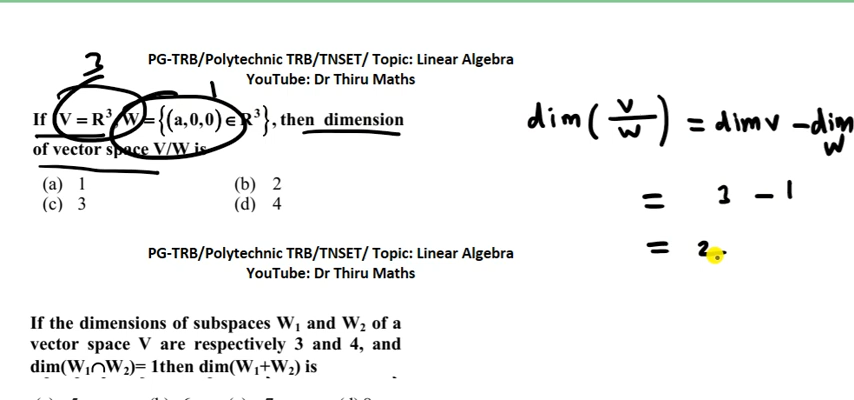 3
1
PG-TRB/Polytechnic TRB/TNSET/ Topic: Linear Algebra
YouTube: Dr Thiru Maths
If V = R³, W={(a,0,0) ∈ R³}, then dimension
of vector space V/W is
(a) 1 (b) 2
(c) 3 (d) 4
dim(V/W) = dim V - dim W
= 3 - 1
= 2.
PG-TRB/Polytechnic TRB/TNSET/ Topic: Linear Algebra
YouTube: Dr Thiru Maths
If the dimensions of subspaces W₁ and W₂ of a
vector space V are respectively 3 and 4, and
dim(W₁∩W₂)= 1then dim(W₁+W₂) is